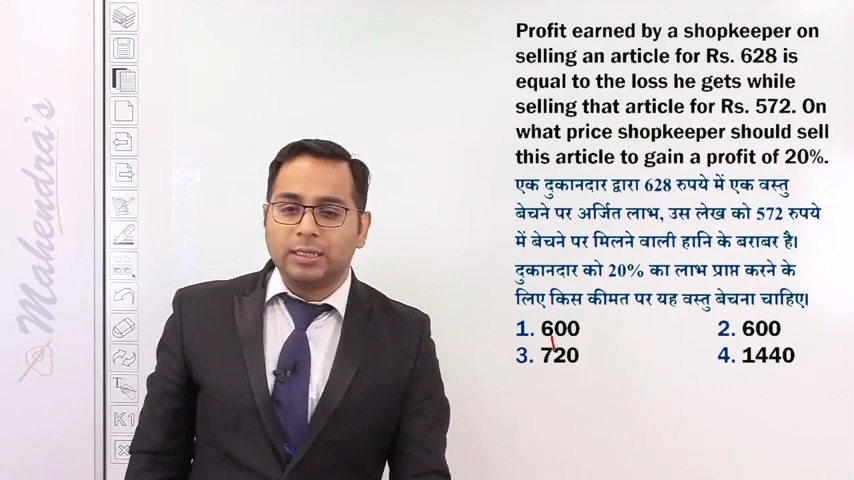 Mahendra's
Profit earned by a shopkeeper on
selling an article for Rs. 628 is
equal to the loss he gets while
selling that article for Rs. 572. On
what price shopkeeper should sell
this article to gain a profit of 20%.
एक दुकानदार द्वारा 628 रुपये में एक वस्तु
बेचने पर अर्जित लाभ, उस लेख को 572 रुपये
में बेचने पर मिलने वाली हानि के बराबर है।
दुकानदार को 20% का लाभ प्राप्त करने के
लिए किस कीमत पर यह वस्तु बेचना चाहिए।
1. 600 2. 600
3. 720 4. 1440
T
K1